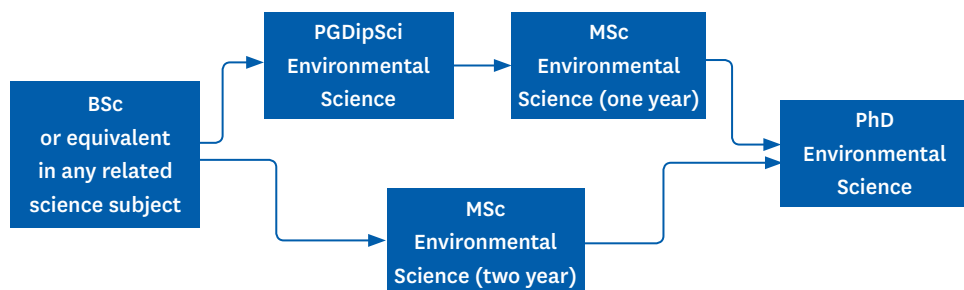 BSc
or equivalent
in any related
science subject
PGDipSci
Environmental
Science
MSc
Environmental
Science (one year)
MSc
Environmental
Science (two year)
PhD
Environmental
Science